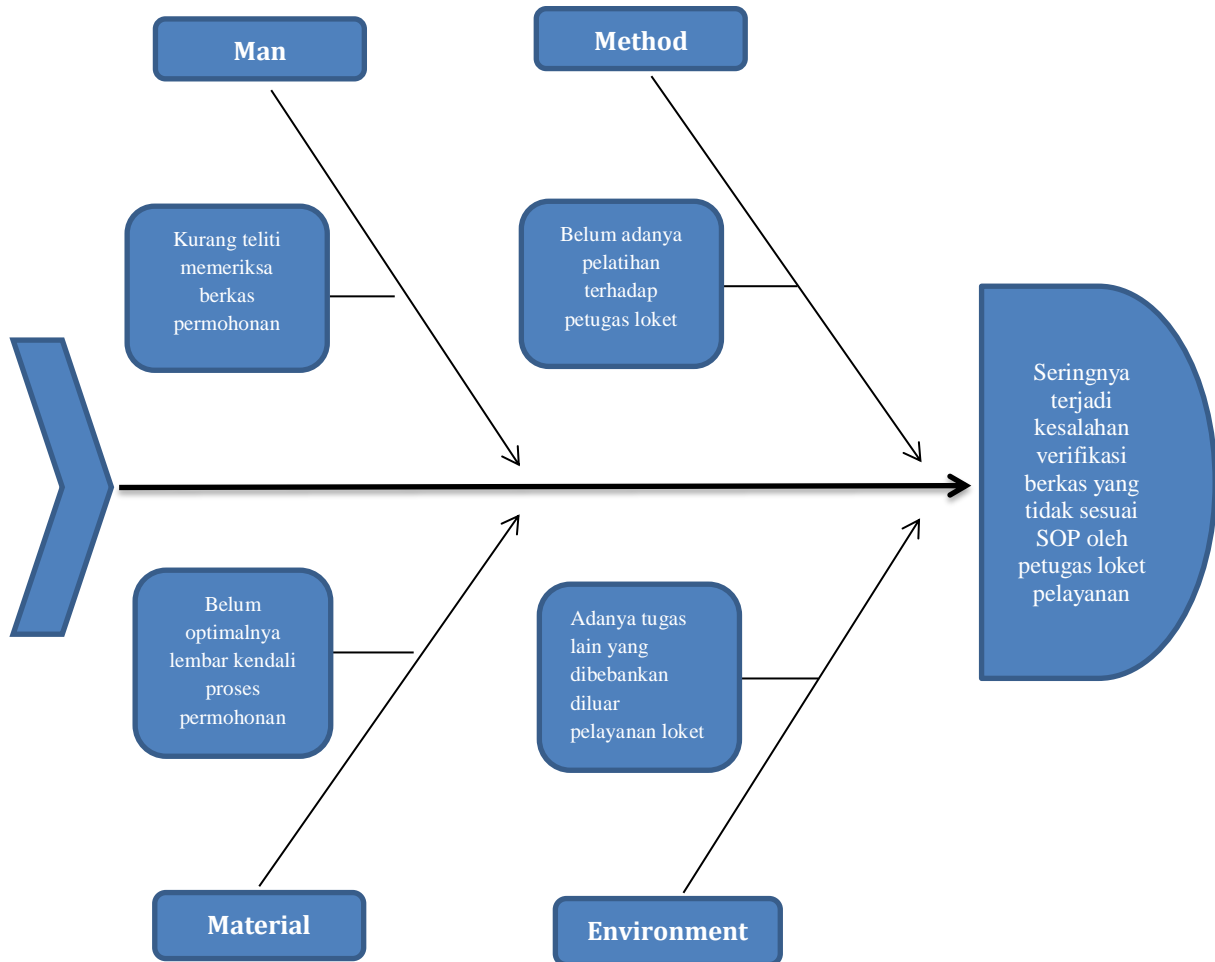 Man
Method
Kurang teliti
memeriksa
berkas
permohonan
Belum adanya
pelatihan
terhadap
petugas loket
Seringnya
terjadi
kesalahan
verifikasi
berkas yang
tidak sesuai
SOP oleh
petugas loket
pelayanan
Belum
optimalnya
lembar kendali
proses
permohonan
Adanya tugas
lain yang
dibebankan
diluar
pelayanan loket
Material
Environment